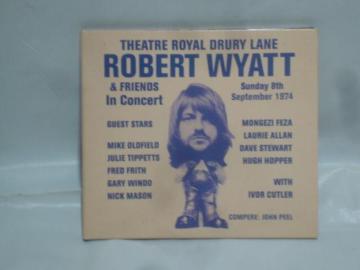 THEATRE ROYAL DRURY LANE
ROBERT WYATT
& FRIENDS
In Concert
Sunday 8th
September 1974
GUEST STARS
MIKE OLDFIELD
JULIE TIPPETTS
FRED FRITH
GARY WINDO
NICK MASON
MONGEZI FEZA
LAURIE ALLAN
DAVE STEWART
HUGH HOPPER
WITH
IVOR CUTLER
COMPERE: JOHN PEEL